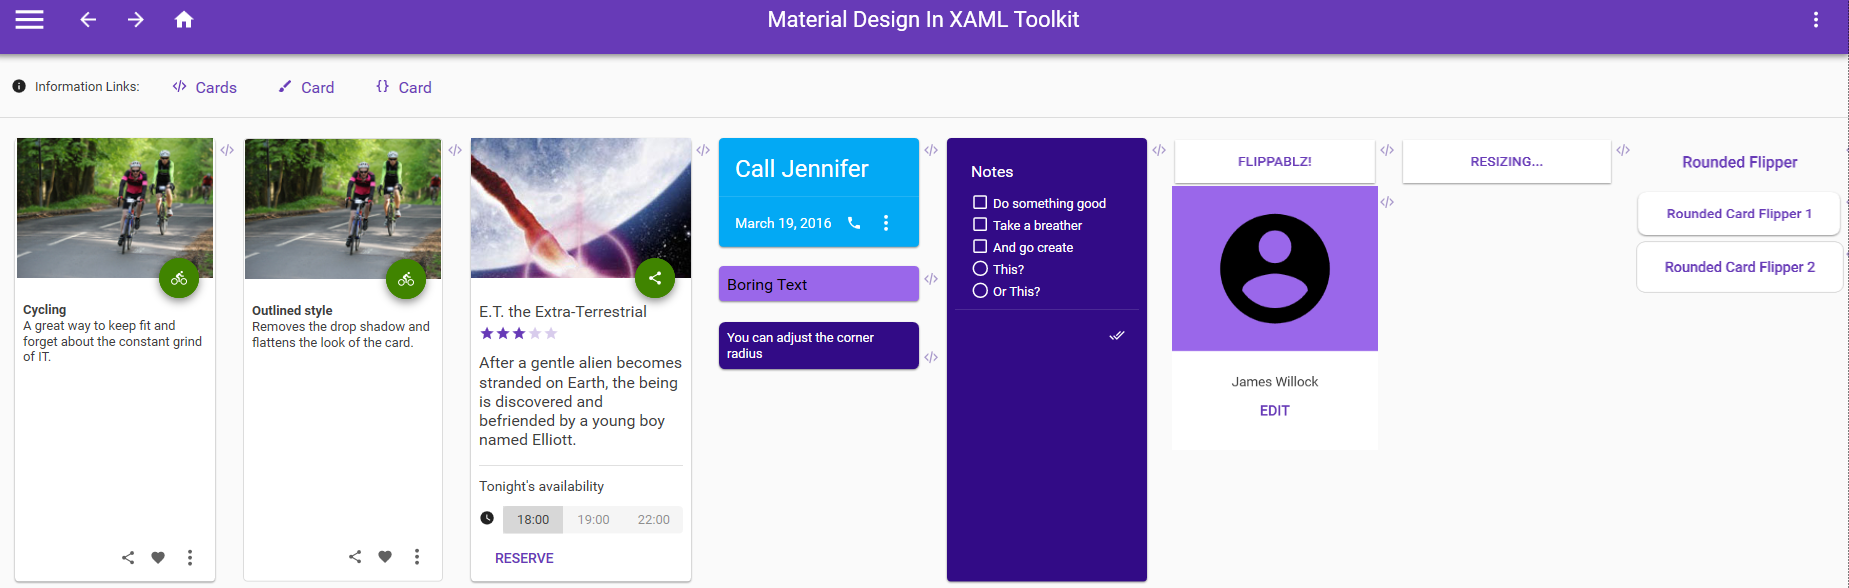 Material Design In XAML Toolkit
Information Links:
Cards
Card
Card
Cycling
A great way to keep fit and
forget about the constant grind
of IT.
Outlined style
Removes the drop shadow and
flattens the look of the card.
E.T. the Extra-Terrestrial
After a gentle alien becomes
stranded on Earth, the being
is discovered and
befriended by a young boy
named Elliott.
Tonight's availability
18:00 19:00 22:00
RESERVE
Call Jennifer
March 19, 2016
Boring Text
You can adjust the corner
radius
Notes
Do something good
Take a breather
And go create
This?
Or This?
FLIPPABLZ!
James Willock
EDIT
RESIZING...
Rounded Flipper
Rounded Card Flipper 1
Rounded Card Flipper 2